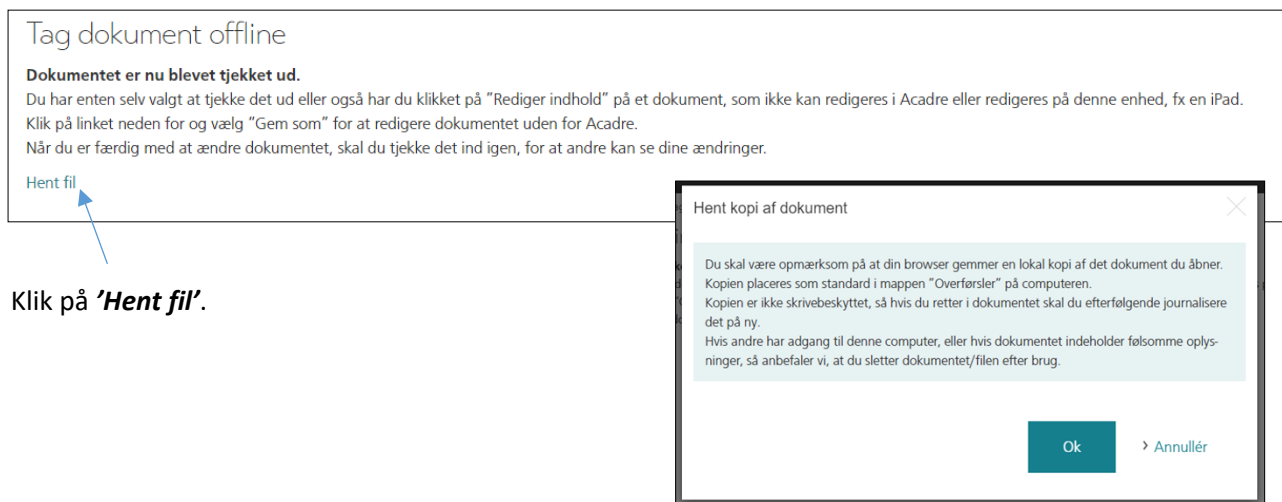 Tag dokument offline
Dokumentet er nu blevet tjekket ud.
Du har enten selv valgt at tjekke det ud eller også har du klikket på ”Rediger indhold” på et dokument, som ikke kan redigeres i Acadre eller redigeres på denne enhed, fx en iPad.
Klik på linket neden for og vælg ”Gem som” for at redigere dokumentet uden for Acadre.
Når du er færdig med at ændre dokumentet, skal du tjekke det ind igen, for at andre kan se dine ændringer.
Hent fil
Klik på ’Hent fil’.
Hent kopi af dokument
Du skal være opmærksom på at din browser gemmer en lokal kopi af det dokument du åbner.
Kopien placeres som standard i mappen ”Overførsler” på computeren.
Kopien er ikke skrivebeskyttet, så hvis du retter i dokumentet skal du efterfølgende journalisere
det på ny.
Hvis andre har adgang til denne computer, eller hvis dokumentet indeholder følsomme oplys-
ninger, så anbefaler vi, at du sletter dokumentet/filen efter brug.
Ok
› Annullér